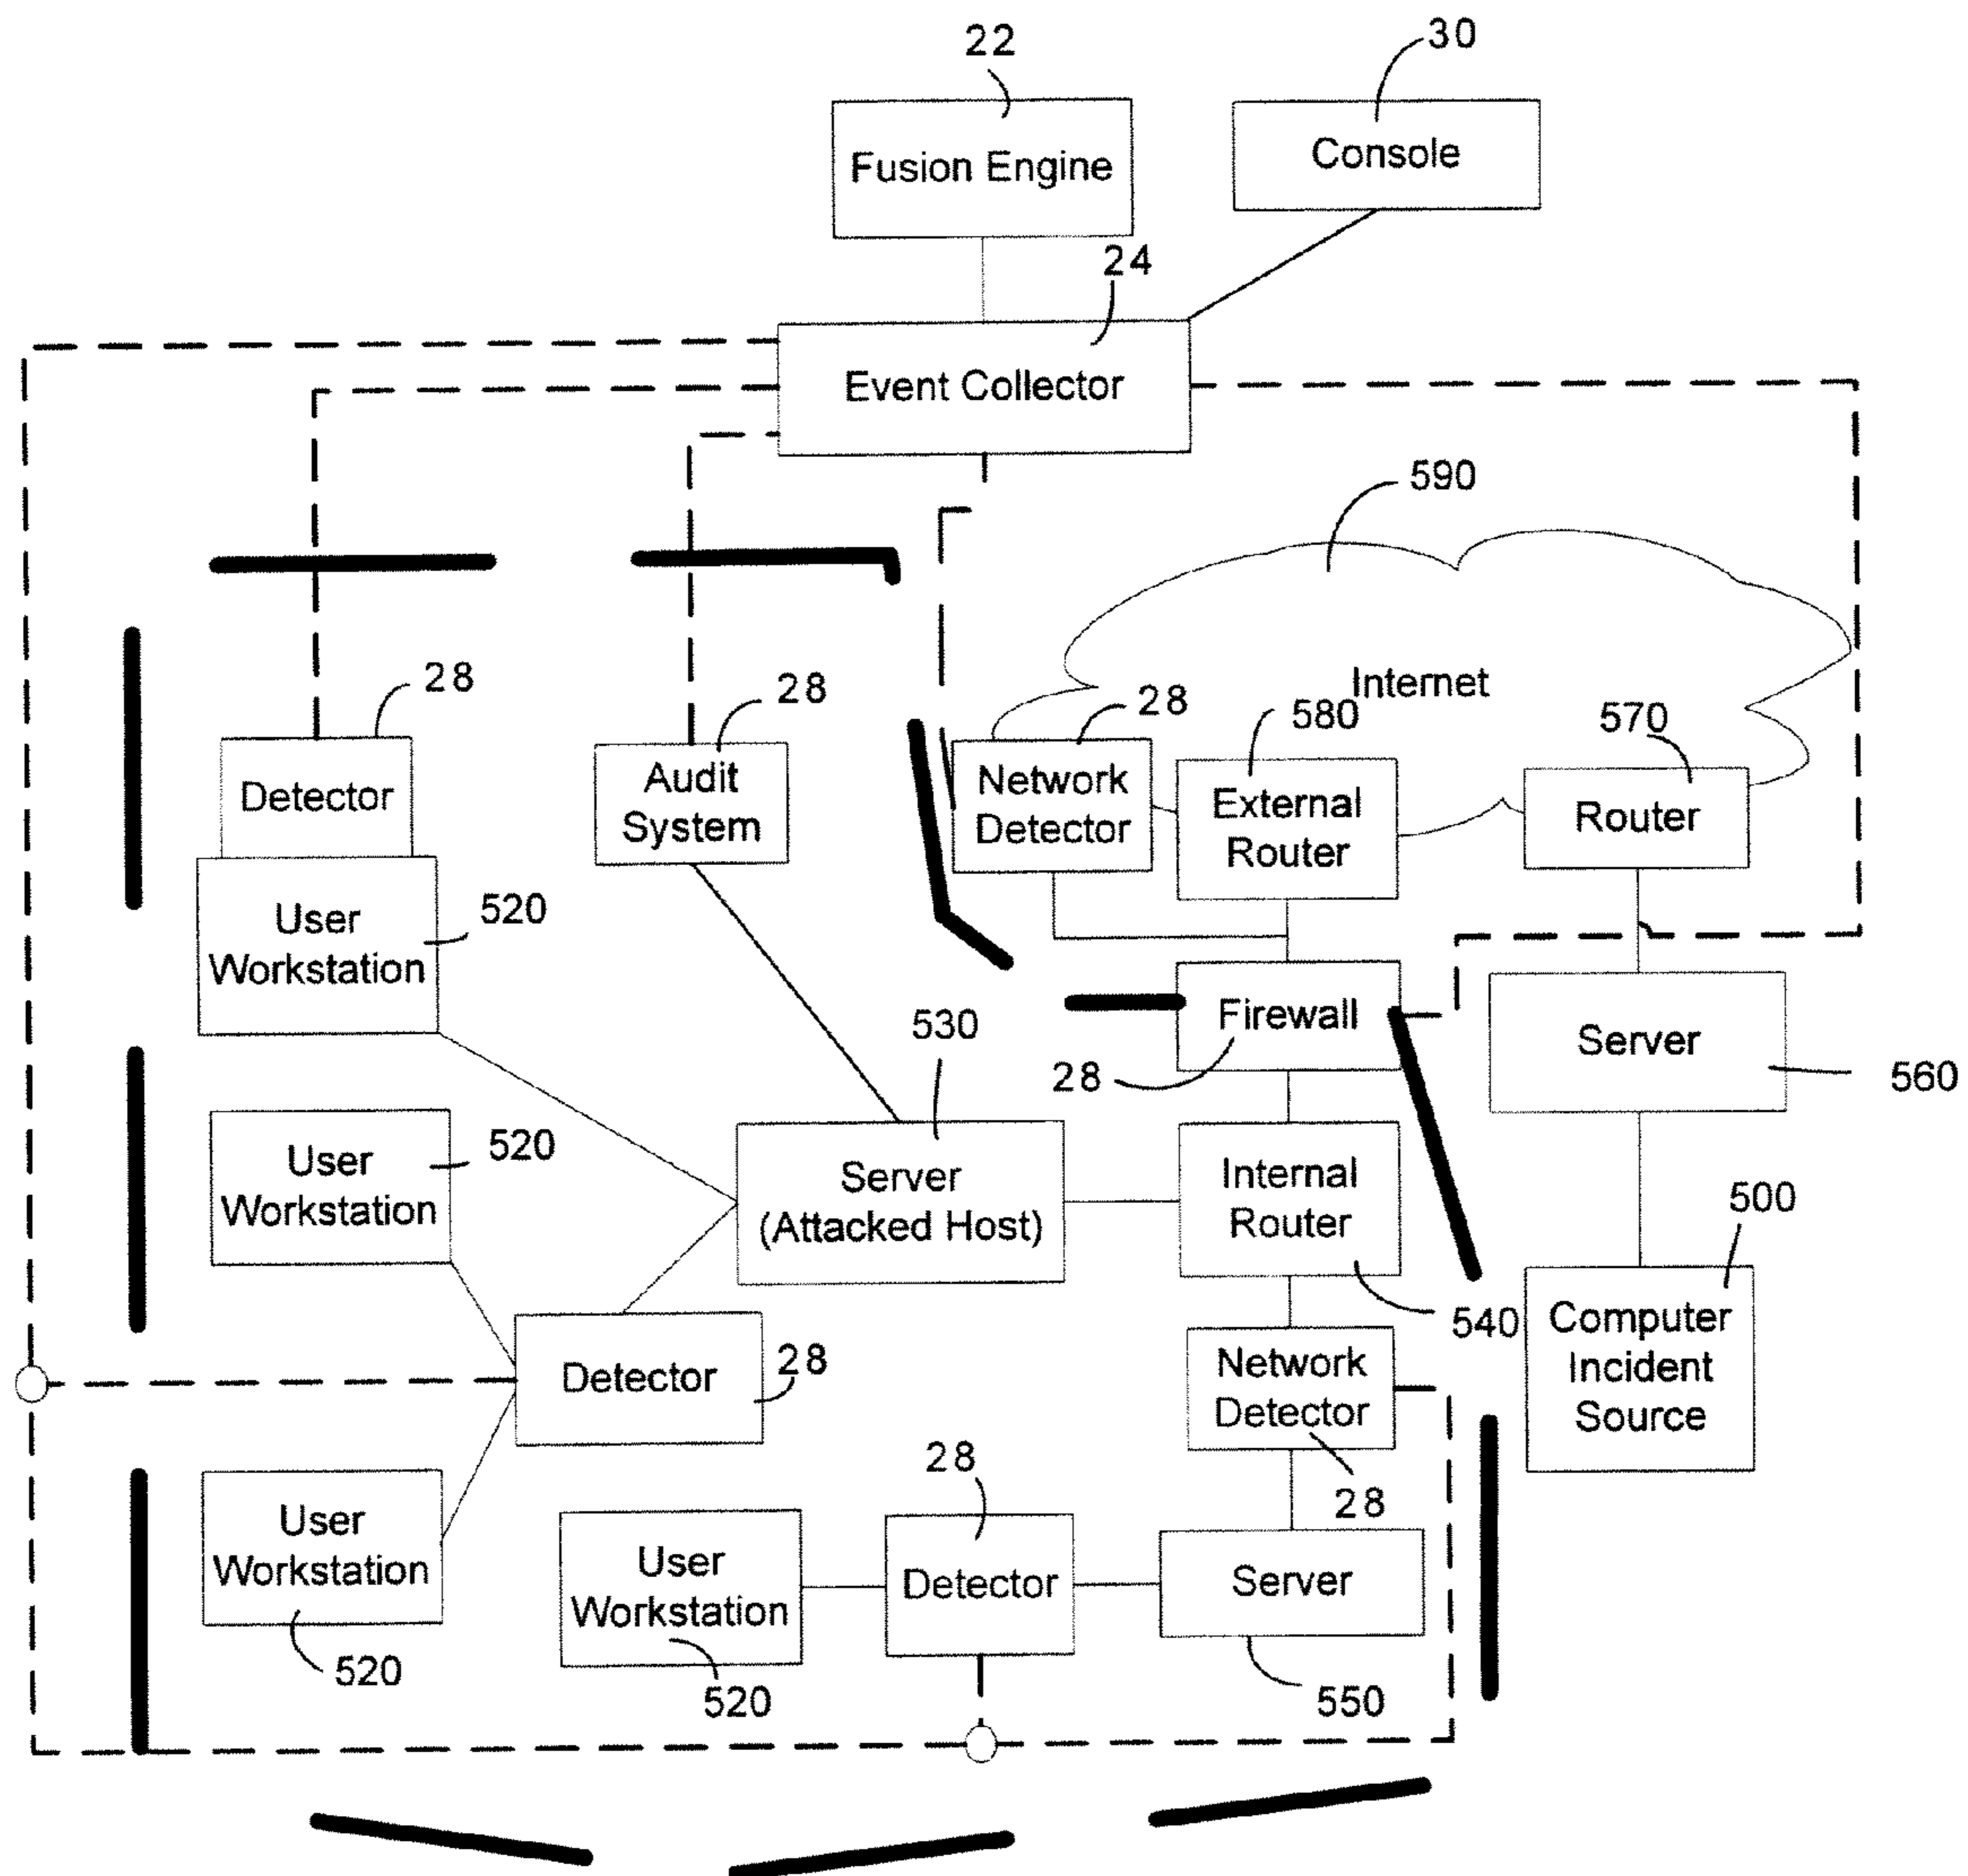 22
30
Fusion Engine
Console
24
Event Collector
590
Internet
28
28
28
580
570
Detector
Audit
System
Network
Detector
External
Router
Router
User
Workstation
520
530
Firewall
28
Server
560
User
Workstation
520
Server
(Attacked Host)
Internal
Router
540
500
Computer
Incident
Source
Detector
28
Network
Detector
28
User
Workstation
520
User
Workstation
520
28
Detector
Server
550